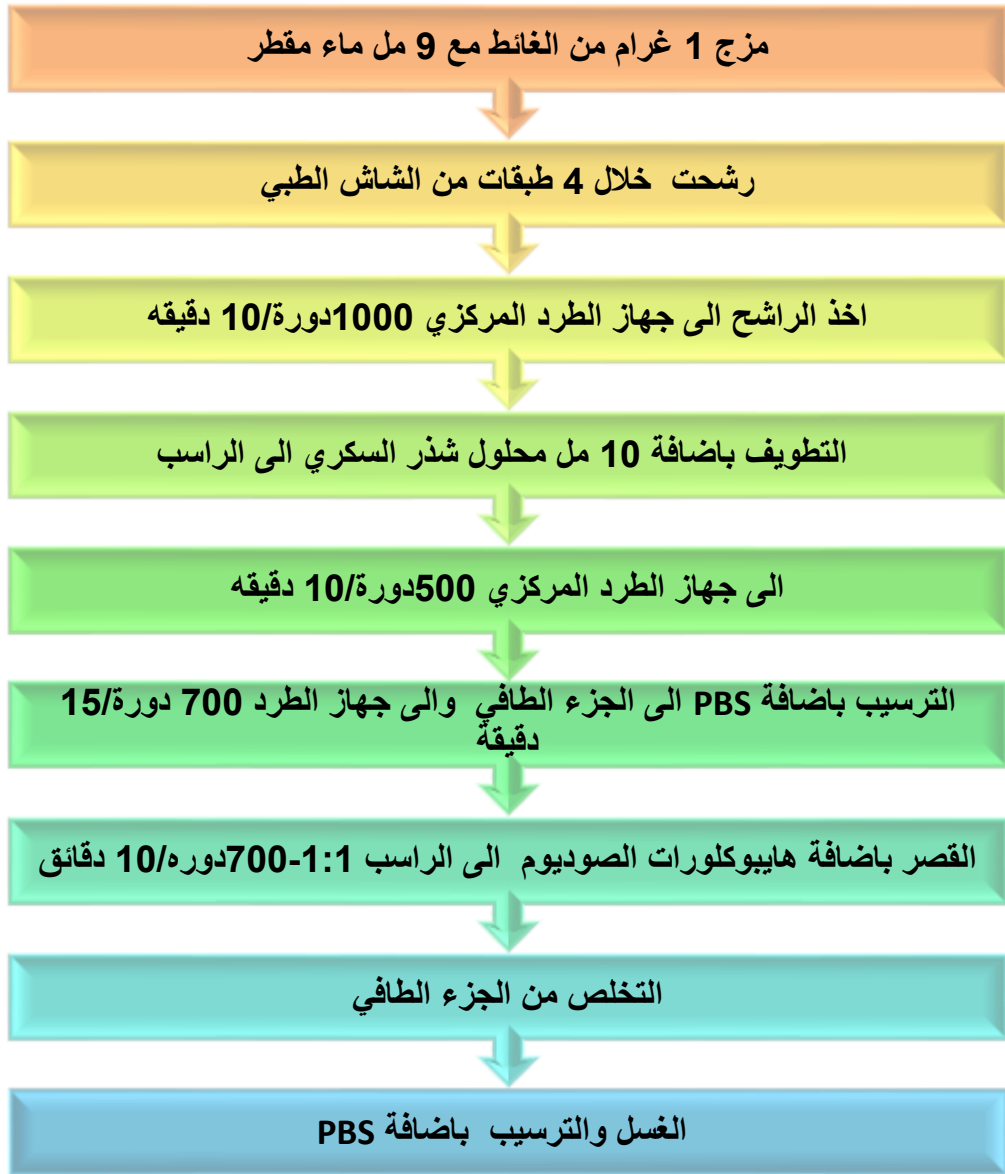 مزج 1 غرام من الغائط مع 9 مل ماء مقطر
رشحت خلال 4 طبقات من الشاش الطبي
اخذ الراشح الى جهاز الطرد المركزي 1000دورة/10 دقيقه
التطويف باضافة 10 مل محلول شذر السكري الى الراسب
الى جهاز الطرد المركزي 500دورة/10 دقيقه
الترسيب باضافة PBS الى الجزء الطافي والى جهاز الطرد 700 دورة/15
دقيقة
القصر باضافة هايبوكلورات الصوديوم الى الراسب 1:1-700دوره/10 دقائق
التخلص من الجزء الطافي
الغسل والترسيب باضافة PBS